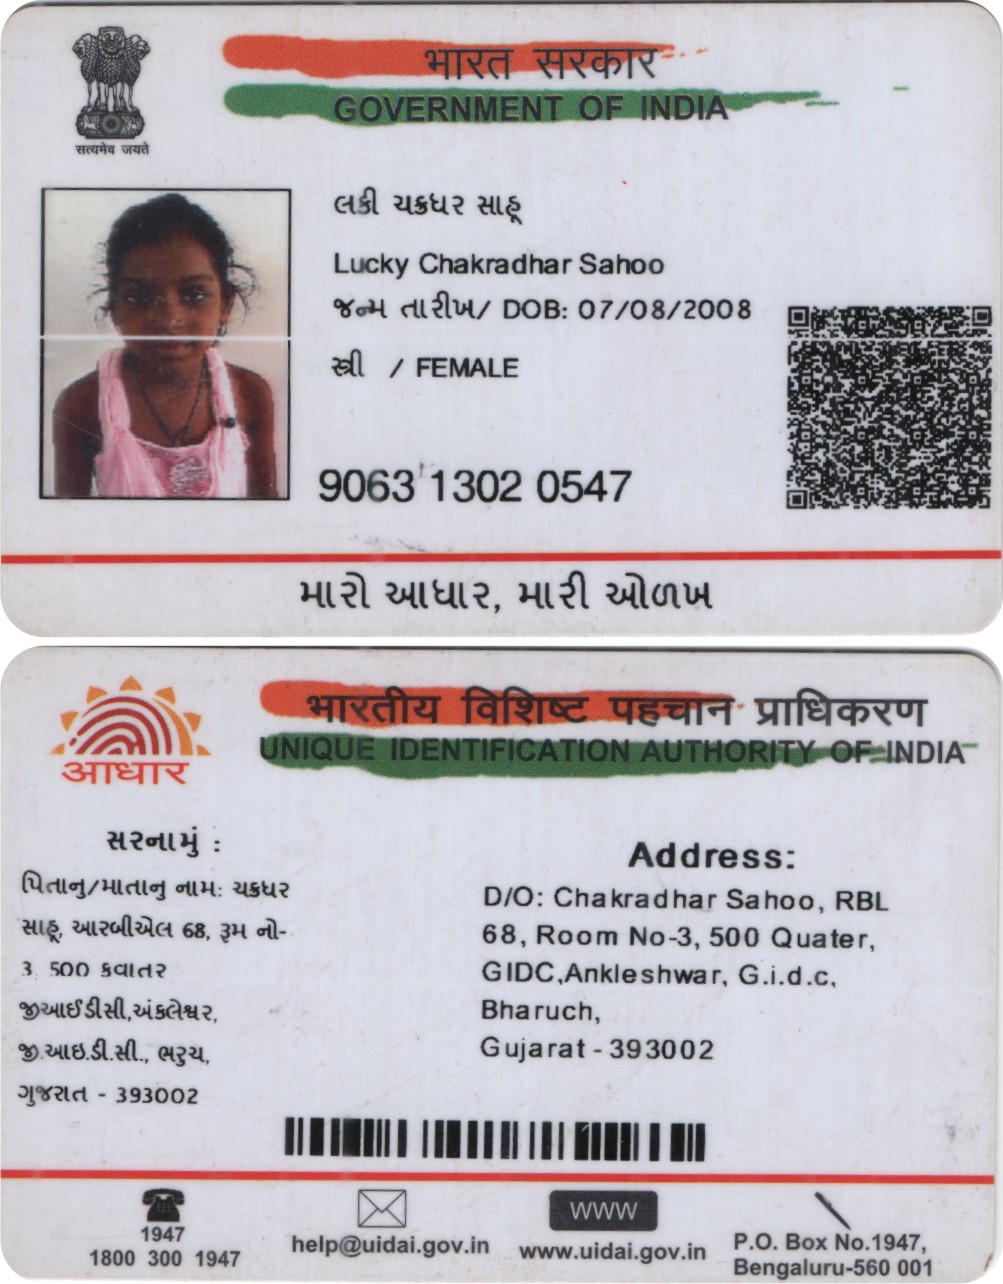 भारत सरकार
GOVERNMENT OF INDIA
सत्यमेव जयते
લકી ચક્રધર સાહૂ
Lucky Chakradhar Sahoo
જન્મ તારીખ/ DOB: 07/08/2008
સ્ત્રી / FEMALE
9063 1302 0547
મારો આધાર, મારી ઓળખ
भारतीय विशिष्ट पहचान प्राधिकरण
UNIQUE IDENTIFICATION AUTHORITY OF INDIA
आधार
સરનામું :
પિતાનુ/માતાનુ નામ: ચક્રધર
સાહૂ, આરબીએલ 68, રૂમ નો-
3, 500 ક્વાતર
જીઆઈડીસી,અંકલેશ્વર,
જી.આઇ.ડી.સી., ભરુચ,
ગુજરાત - 393002
Address:
D/O: Chakradhar Sahoo, RBL
68, Room No-3, 500 Quater,
GIDC,Ankleshwar, G.i.d.c,
Bharuch,
Gujarat - 393002
1947
1800 300 1947
help@uidai.gov.in
www
www.uidai.gov.in
P.O. Box No.1947,
Bengaluru-560 001